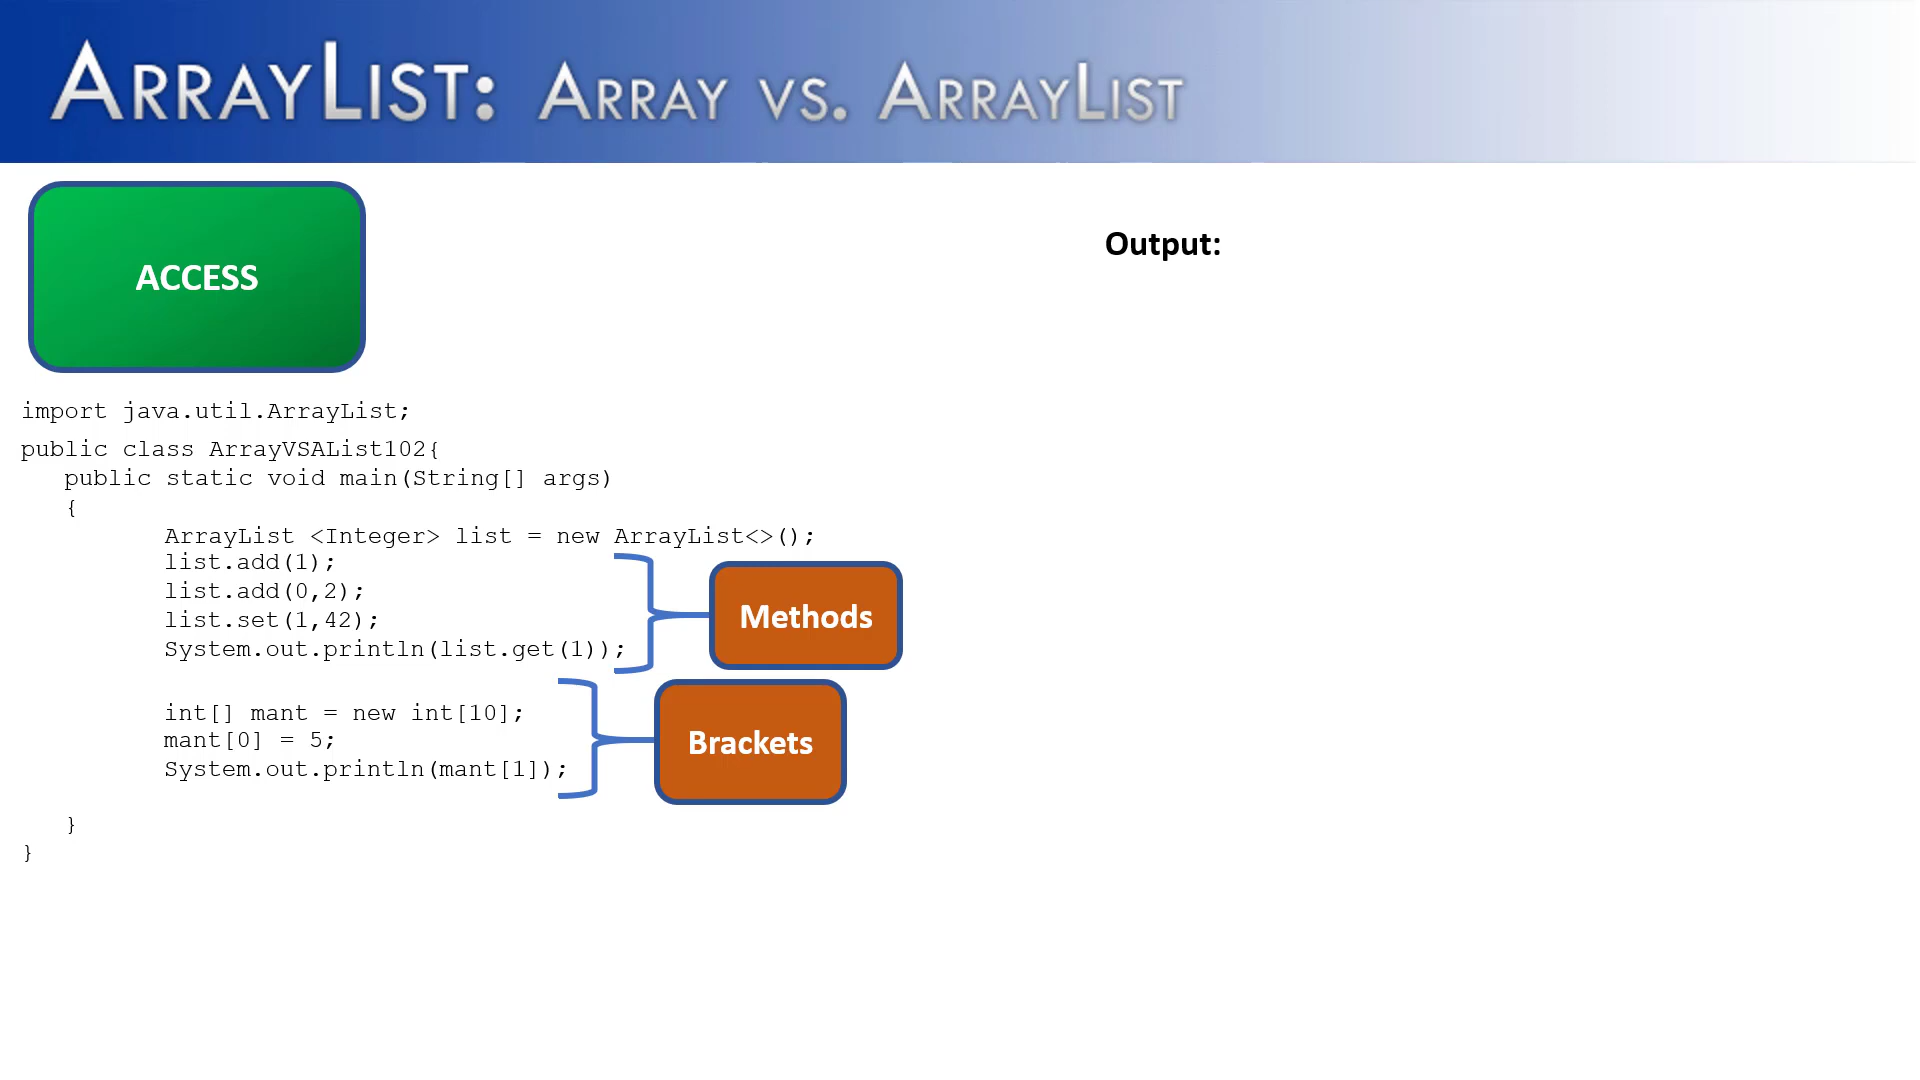 ArrayList: Array vs. ArrayList
ACCESS
Output:
import java.util.ArrayList;
public class ArrayVSAList102{
public static void main(String[] args)
{
ArrayList <Integer> list = new ArrayList<>();
list.add(1);
list.add(0,2);
list.set(1,42);
System.out.println(list.get(1));
Methods
int[] mant = new int[10];
mant[0] = 5;
System.out.println(mant[1]);
Brackets
}
}